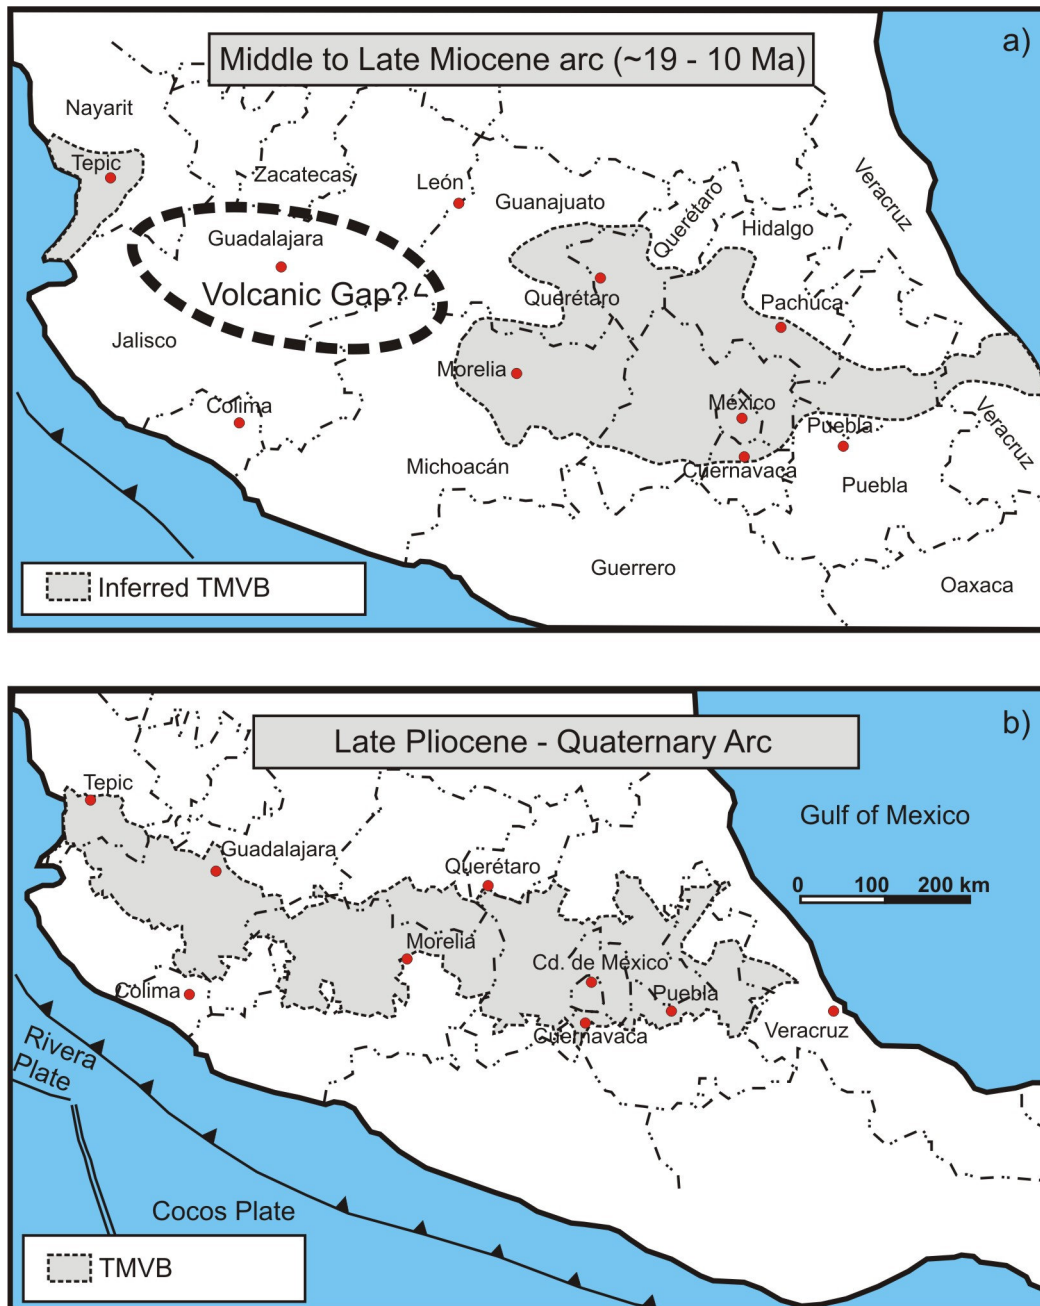 a)
Middle to Late Miocene arc (~19 - 10 Ma)
Nayarit
Tepic
Zacatecas
León
Guanajuato
Querétaro
Hidalgo
Veracruz
Guadalajara
Volcanic Gap?
Querétaro
Pachuca
Jalisco
Morelia
Colima
México
Puebla
Veracruz
Michoacán
Cuernavaca
Puebla
Guerrero
Oaxaca
Inferred TMVB
b)
Late Pliocene - Quaternary Arc
Tepic
Gulf of Mexico
Guadalajara
Querétaro
0 100 200 km
Morelia
Cd. de México
Colima
Puebla
Cuernavaca
Veracruz
Rivera
Plate
Cocos Plate
TMVB